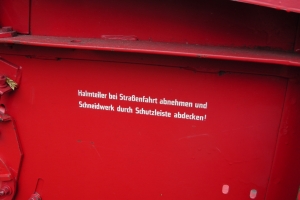 Halmteiler bei Straßenfahrt abnehmen und
Schneidwerk durch Schutzleiste abdecken!